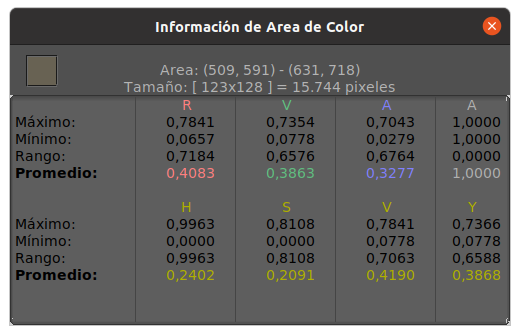 Información de Area de Color
Area: (509, 591) - (631, 718)
Tamaño: [ 123x128 ] = 15.744 pixeles
R V A A
Máximo: 0,7841 0,7354 0,7043 1,0000
Mínimo: 0,0657 0,0778 0,0279 1,0000
Rango: 0,7184 0,6576 0,6764 0,0000
Promedio: 0,4083 0,3863 0,3277 1,0000
H S V Y
Máximo: 0,9963 0,8108 0,7841 0,7366
Mínimo: 0,0000 0,0000 0,0778 0,0778
Rango: 0,9963 0,8108 0,7063 0,6588
Promedio: 0,2402 0,2091 0,4190 0,3868